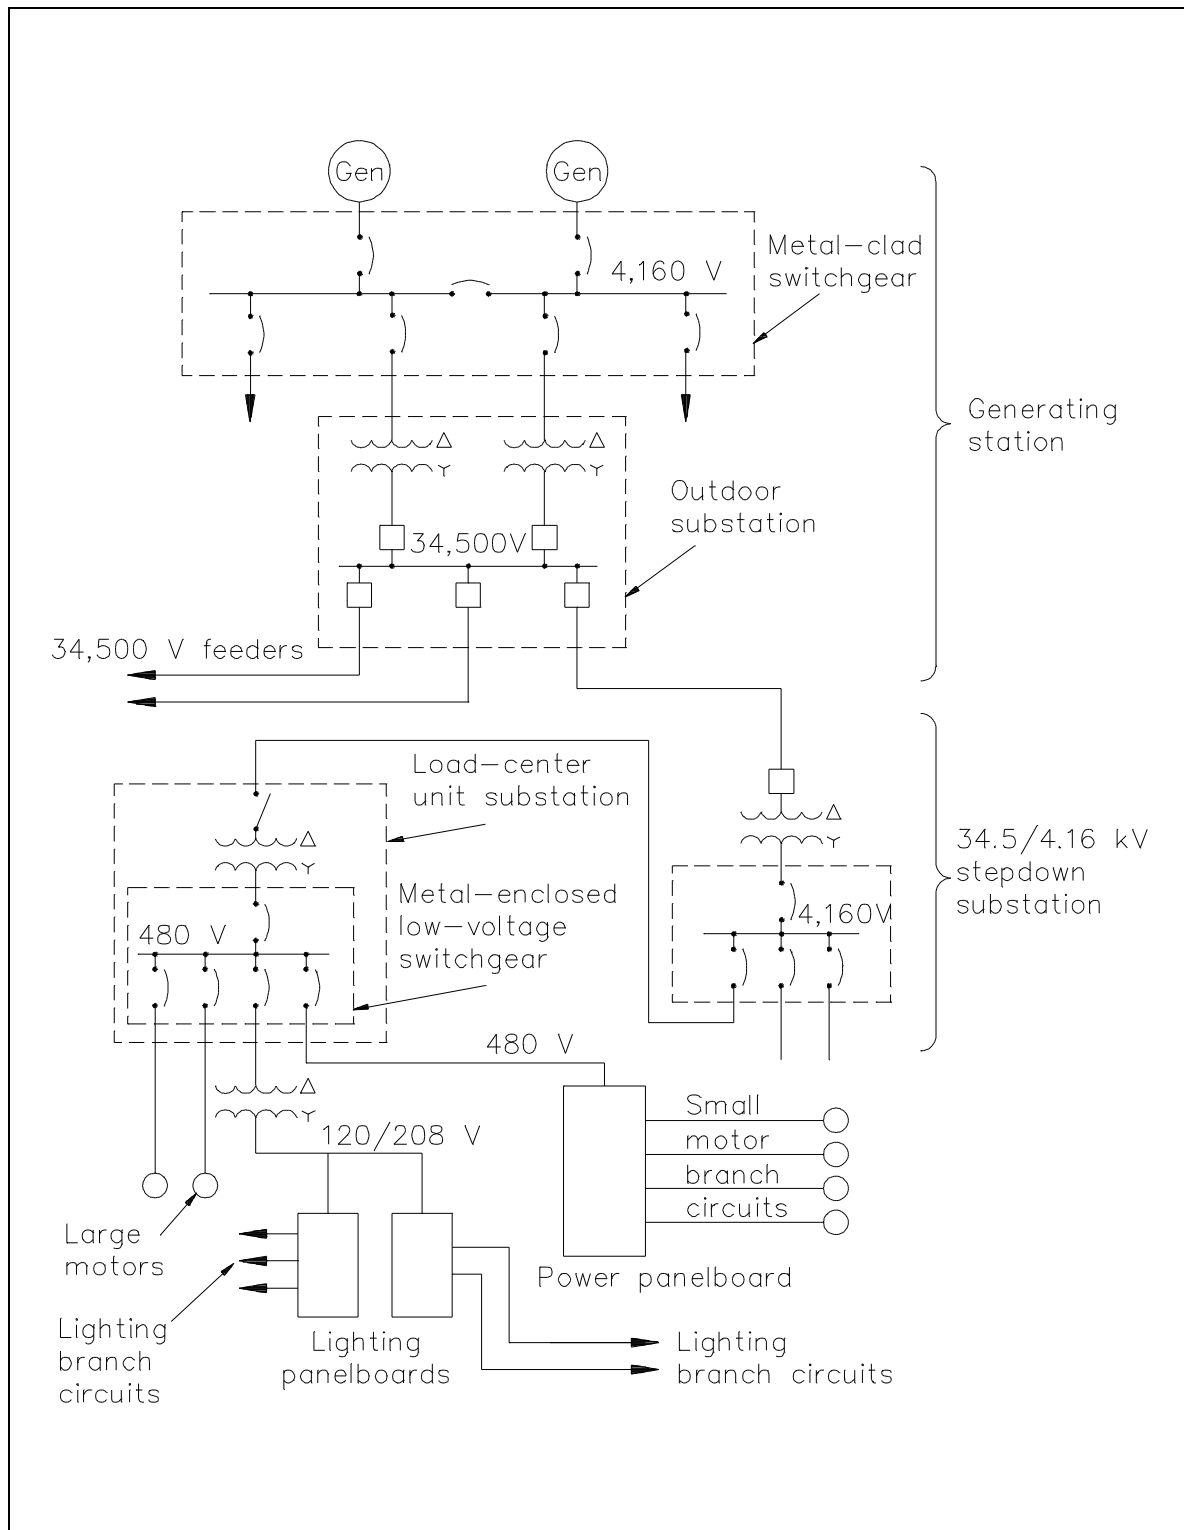 Gen
Gen
Metal-clad
switchgear
4,160 V
Generating
station
Outdoor
substation
34,500V
34,500 V feeders
Load-center
unit substation
34.5/4.16 kV
stepdown
substation
Metal-enclosed
low-voltage
switchgear
4,160V
480 V
480 V
Small
motor
branch
circuits
120/208 V
Large
motors
Power panelboard
Lighting
branch
circuits
Lighting
panelboards
Lighting
branch circuits